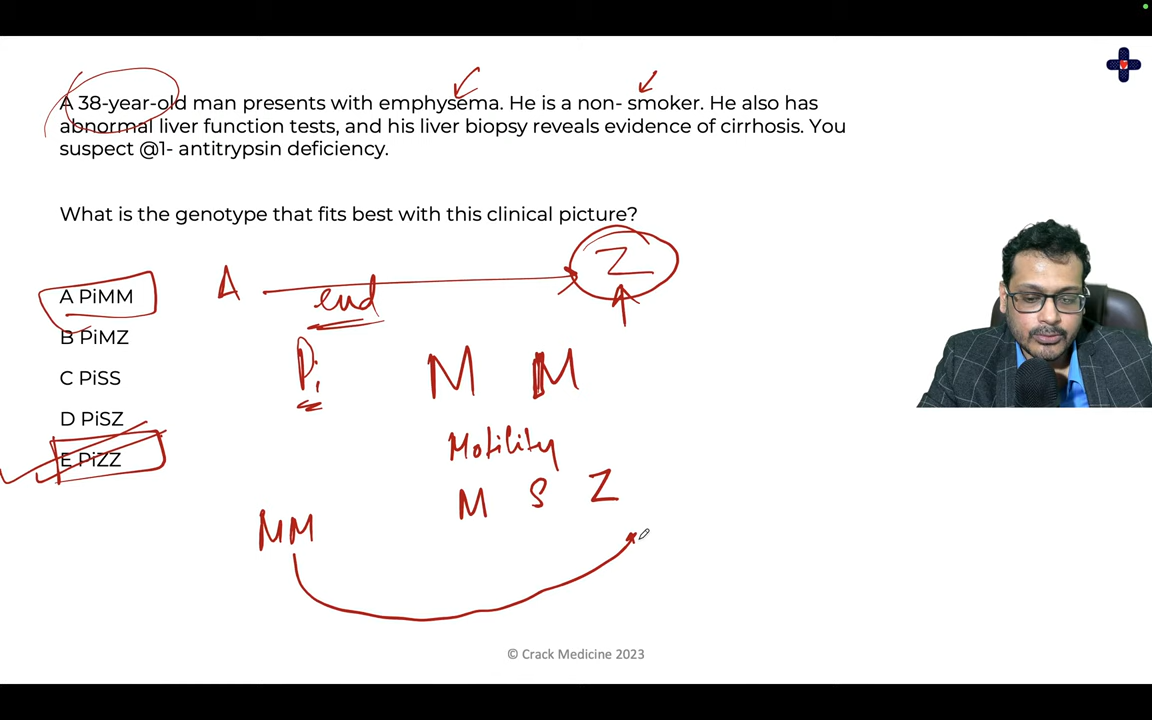 A 38-year-old man presents with emphysema. He is a non- smoker. He also has
abnormal liver function tests, and his liver biopsy reveals evidence of cirrhosis. You
suspect @1- antitrypsin deficiency.
What is the genotype that fits best with this clinical picture?
A PiMM
B PiMZ
C PiSS
D PiSZ
E PiZZ
A end Z
Pi M M
Motility
M S Z
MM
© Crack Medicine 2023